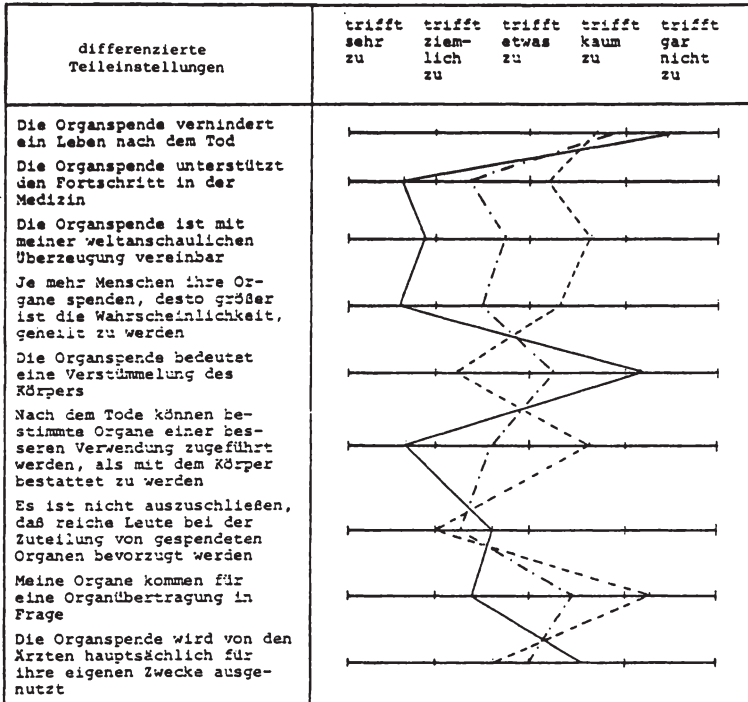 differenzierte
Teileinstellungen
trifft trifft trifft trifft trifft
sehr ziem- etwas kaum gar
zu lich zu zu nicht
zu zu
Die Organspende verhindert
ein Leben nach dem Tod
Die Organspende unterstützt
den Fortschritt in der
Medizin
Die Organspende ist mit
meiner weltanschaulichen
Überzeugung vereinbar
Je mehr Menschen ihre Or-
gane spenden, desto größer
ist die Wahrscheinlichkeit,
geheilt zu werden
Die Organspende bedeutet
eine Verstümmelung des
Körpers
Nach dem Tode können be-
stimmte Organe einer bes-
seren Verwendung zugeführt
werden, als mit dem Körper
bestattet zu werden
Es ist nicht auszuschließen,
daß reiche Leute bei der
Zuteilung von gespendeten
Organen bevorzugt werden
Meine Organe kommen für
eine Organübertragung in
Frage
Die Organspende wird von den
Ärzten hauptsächlich für
ihre eigenen Zwecke ausge-
nutzt